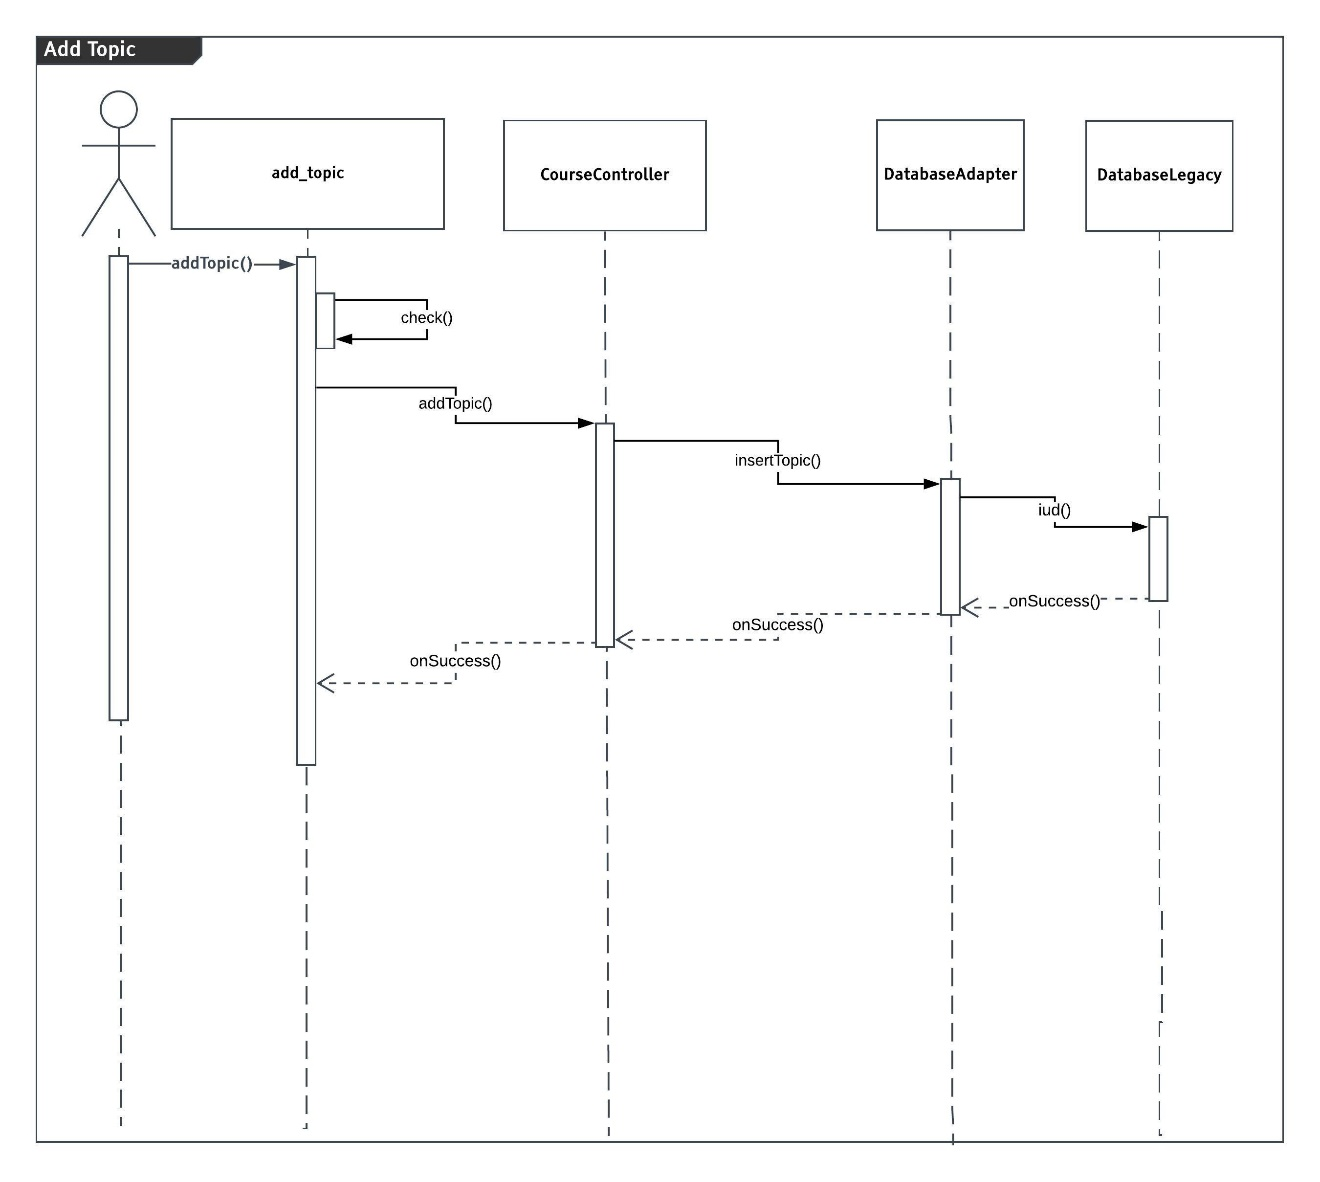 Add Topic
add_topic
CourseController
DatabaseAdapter
DatabaseLegacy
addTopic()
check()
addTopic()
insertTopic()
iud()
onSuccess()
onSuccess()
onSuccess()